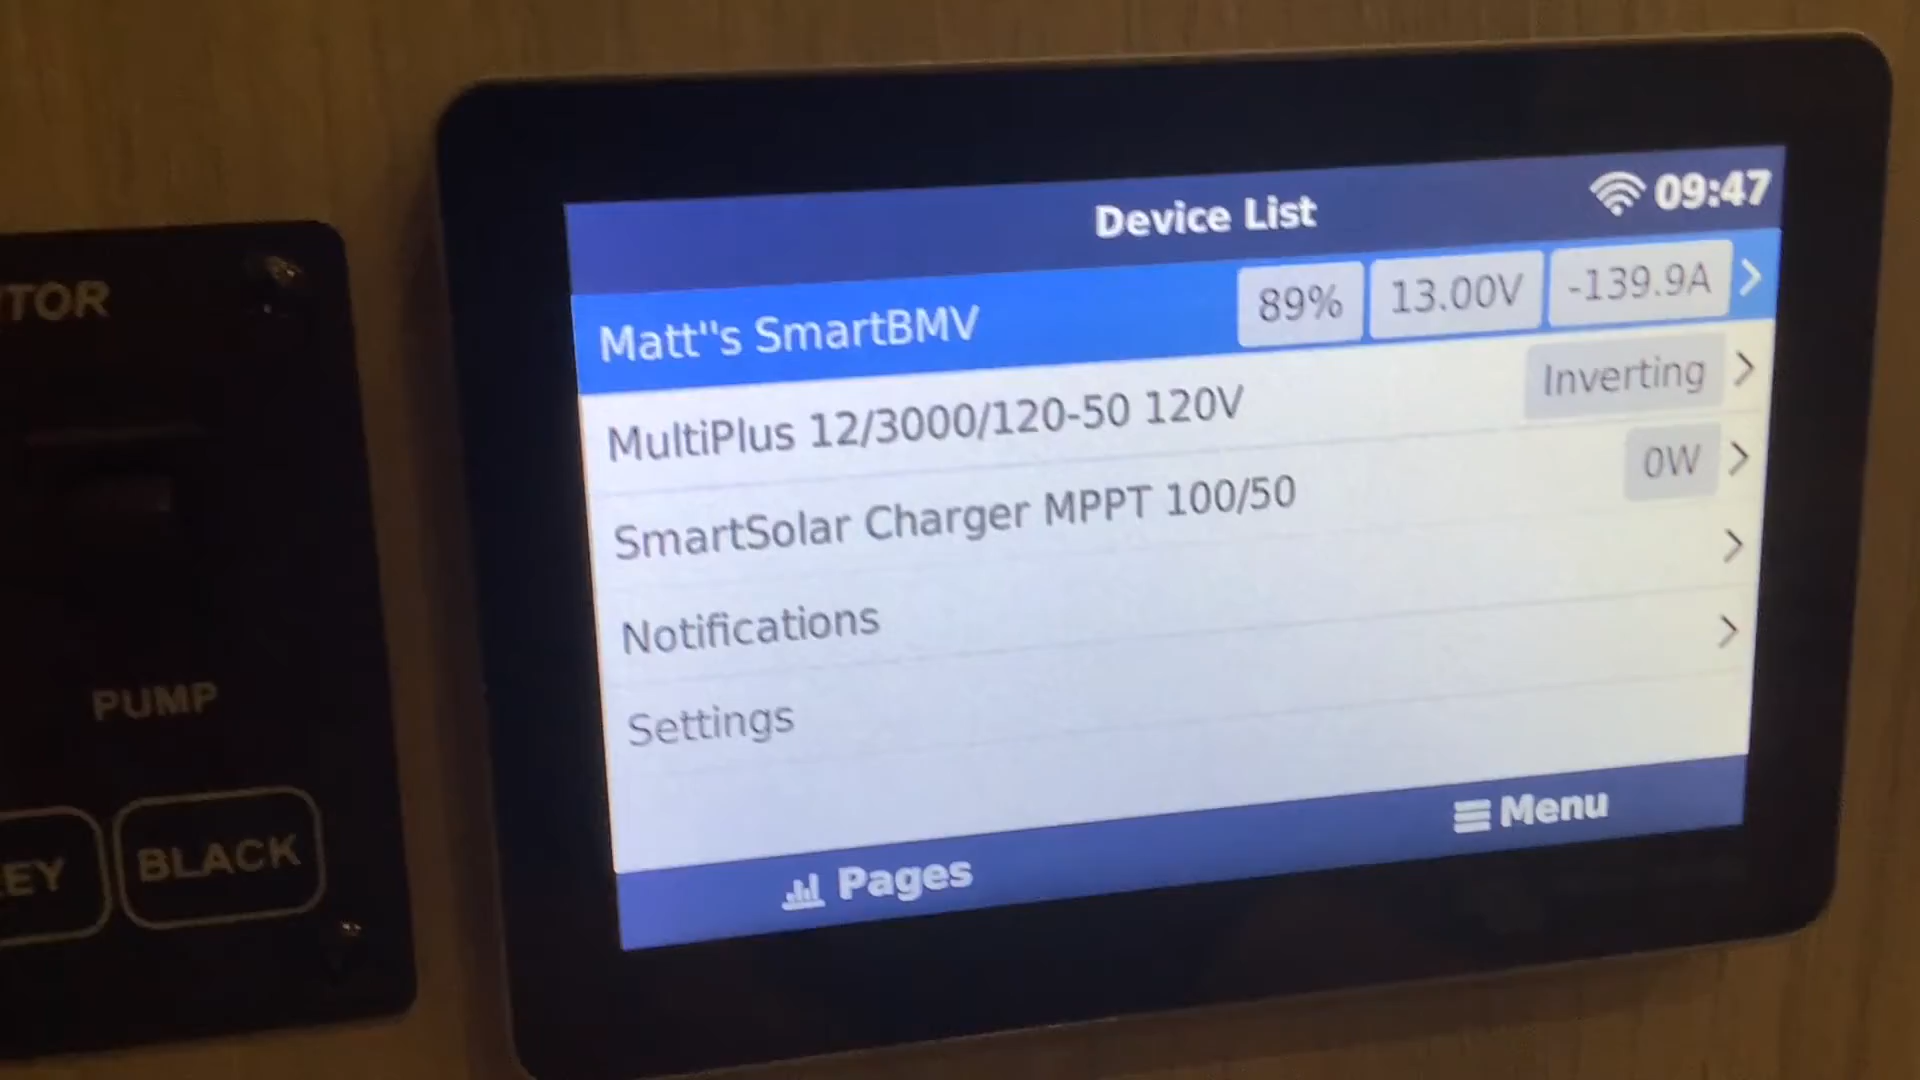 TOR
PUMP
EY
BLACK
Device List
09:47
Matt''s SmartBMV 89% 13.00V -139.9A
MultiPlus 12/3000/120-50 120V Inverting
SmartSolar Charger MPPT 100/50 0W
Notifications
Settings
Pages
Menu